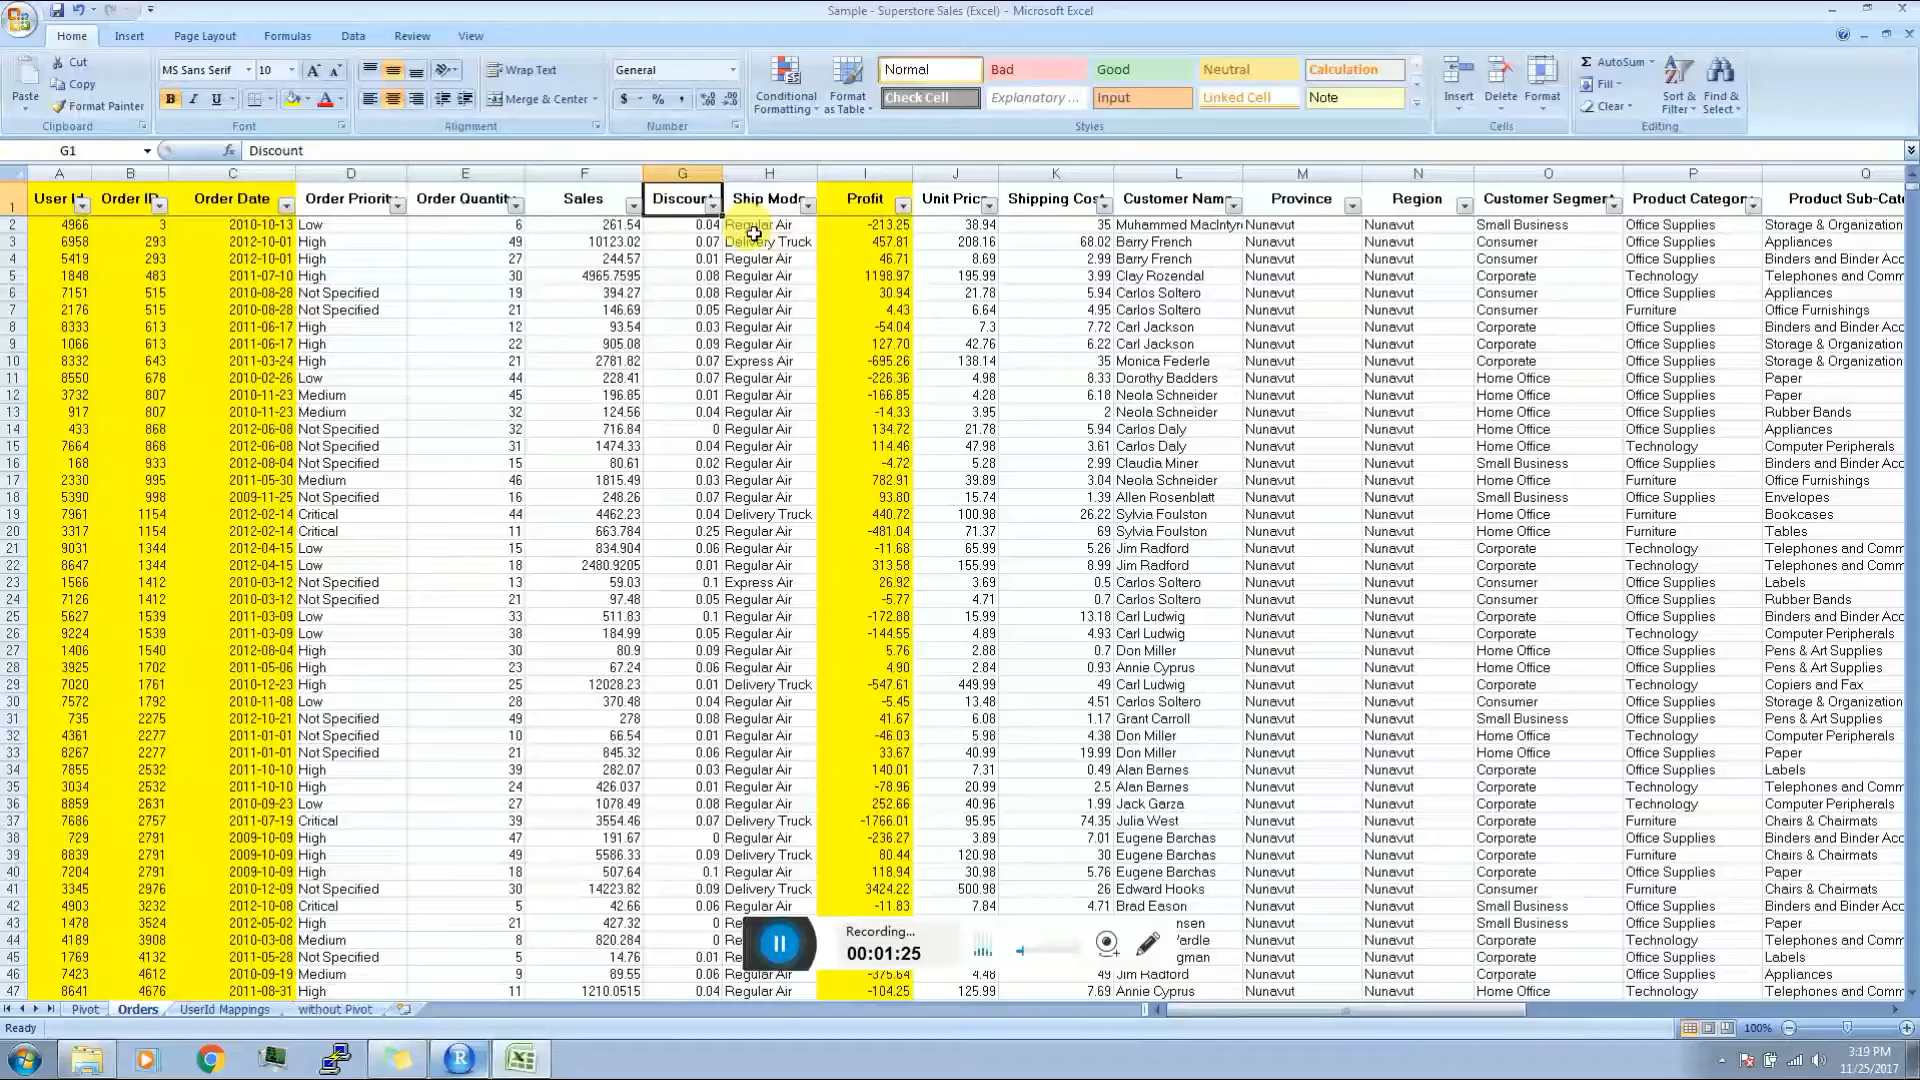 Sample - Superstore Sales (Excel) - Microsoft Excel
Home Insert Page Layout Formulas Data Review View
Paste Cut Copy Format Painter Clipboard
MS Sans Serif 10 B I U Font
Wrap Text Merge & Center Alignment
General $ % , Number
Conditional Formatting Format as Table
Normal Bad Good Neutral Calculation
Check Cell Explanatory ... Input Linked Cell Note
Styles
Insert Delete Format Cells
Σ AutoSum Fill Clear Sort & Filter Find & Select Editing
G1 fx Discount
A B C D E F G H I J K L M N O P Q
1 User Id Order ID Order Date Order Priority Order Quantity Sales Discount Ship Mode Profit Unit Price Shipping Cost Customer Name Province Region Customer Segment Product Category Product Sub-Cate
2 4966 3 2010-10-13 Low 6 261.54 0.04 Regular Air -213.25 38.94 35 Muhammed MacIntyr Nunavut Nunavut Small Business Office Supplies Storage & Organization
3 6958 293 2012-10-01 High 49 10123.02 0.07 Delivery Truck 457.81 208.16 68.02 Barry French Nunavut Nunavut Consumer Office Supplies Appliances
4 5419 293 2012-10-01 High 27 244.57 0.01 Regular Air 46.71 8.69 2.99 Barry French Nunavut Nunavut Consumer Office Supplies Binders and Binder Acc
5 1848 483 2011-07-10 High 30 4965.7595 0.08 Regular Air 1198.97 195.99 3.99 Clay Rozendal Nunavut Nunavut Corporate Technology Telephones and Comm
6 7151 515 2010-08-28 Not Specified 19 394.27 0.08 Regular Air 30.94 21.78 5.94 Carlos Soltero Nunavut Nunavut Consumer Office Supplies Appliances
7 2176 515 2010-08-28 Not Specified 21 146.69 0.05 Regular Air 4.43 6.64 4.95 Carlos Soltero Nunavut Nunavut Consumer Furniture Office Furnishings
8 8333 613 2011-06-17 High 12 93.54 0.03 Regular Air -54.04 7.3 7.72 Carl Jackson Nunavut Nunavut Corporate Office Supplies Binders and Binder Acc
9 1066 613 2011-06-17 High 22 905.08 0.09 Regular Air 127.70 42.76 6.22 Carl Jackson Nunavut Nunavut Corporate Office Supplies Storage & Organization
10 8332 643 2011-03-24 High 21 2781.82 0.07 Express Air -695.26 138.14 35 Monica Federle Nunavut Nunavut Corporate Office Supplies Storage & Organization
11 8550 678 2010-02-26 Low 44 228.41 0.07 Regular Air -226.36 4.98 8.33 Dorothy Badders Nunavut Nunavut Home Office Office Supplies Paper
12 3732 807 2010-11-23 Medium 45 196.85 0.01 Regular Air -166.85 4.28 6.18 Neola Schneider Nunavut Nunavut Home Office Office Supplies Paper
13 917 807 2010-11-23 Medium 32 124.56 0.04 Regular Air -14.33 3.95 2 Neola Schneider Nunavut Nunavut Home Office Office Supplies Rubber Bands
14 433 868 2012-06-08 Not Specified 32 716.84 0 Regular Air 134.72 21.78 5.94 Carlos Daly Nunavut Nunavut Home Office Office Supplies Appliances
15 7664 868 2012-06-08 Not Specified 31 1474.33 0.04 Regular Air 114.46 47.98 3.61 Carlos Daly Nunavut Nunavut Home Office Technology Computer Peripherals
16 168 933 2012-08-04 Not Specified 15 80.61 0.02 Regular Air -4.72 5.28 2.99 Claudia Miner Nunavut Nunavut Small Business Office Supplies Binders and Binder Acc
17 2330 995 2011-05-30 Medium 46 1815.49 0.03 Regular Air 782.91 39.89 3.04 Neola Schneider Nunavut Nunavut Home Office Furniture Office Furnishings
18 5390 998 2009-11-25 Not Specified 16 248.26 0.07 Regular Air 93.80 15.74 1.39 Allen Rosenblatt Nunavut Nunavut Small Business Office Supplies Envelopes
19 7961 1154 2012-02-14 Critical 44 4462.23 0.04 Delivery Truck 440.72 100.98 26.22 Sylvia Foulston Nunavut Nunavut Corporate Furniture Bookcases
20 3317 1154 2012-02-14 Critical 11 663.784 0.25 Regular Air -481.04 71.37 69 Sylvia Foulston Nunavut Nunavut Corporate Furniture Tables
21 9031 1344 2012-04-15 Low 15 834.904 0.06 Regular Air -11.68 65.99 5.26 Jim Radford Nunavut Nunavut Corporate Technology Telephones and Comm
22 8647 1344 2012-04-15 Low 18 2480.9205 0.01 Regular Air 313.58 155.99 8.99 Jim Radford Nunavut Nunavut Corporate Technology Telephones and Comm
23 1566 1412 2010-03-12 Not Specified 13 59.03 0.1 Express Air 26.92 3.69 0.5 Carlos Soltero Nunavut Nunavut Consumer Office Supplies Labels
24 7126 1412 2010-03-12 Not Specified 21 97.48 0.05 Regular Air -5.77 4.71 0.7 Carlos Soltero Nunavut Nunavut Consumer Office Supplies Rubber Bands
25 5627 1539 2011-03-09 Low 33 511.83 0.1 Regular Air -172.88 15.99 13.18 Carl Ludwig Nunavut Nunavut Corporate Office Supplies Binders and Binder Acc
26 9224 1539 2011-03-09 Low 38 184.99 0.05 Regular Air -144.55 4.89 4.93 Carl Ludwig Nunavut Nunavut Corporate Technology Computer Peripherals
27 1406 1540 2012-08-04 High 30 80.9 0.09 Regular Air 5.76 2.88 0.7 Don Miller Nunavut Nunavut Home Office Office Supplies Pens & Art Supplies
28 3925 1702 2011-05-06 High 23 67.24 0.06 Regular Air 4.90 2.84 0.93 Annie Cyprus Nunavut Nunavut Home Office Office Supplies Pens & Art Supplies
29 7020 1761 2010-12-23 High 25 12028.23 0.01 Delivery Truck -547.61 449.99 49 Carl Ludwig Nunavut Nunavut Corporate Technology Copiers and Fax
30 7572 1792 2010-11-08 Low 28 370.48 0.04 Regular Air -5.45 13.48 4.51 Carlos Soltero Nunavut Nunavut Consumer Office Supplies Storage & Organization
31 735 2275 2012-10-21 Not Specified 49 278 0.08 Regular Air 41.67 6.08 1.17 Grant Carroll Nunavut Nunavut Small Business Office Supplies Pens & Art Supplies
32 4361 2277 2011-01-01 Not Specified 10 66.54 0.01 Regular Air -46.03 5.98 4.38 Don Miller Nunavut Nunavut Home Office Technology Computer Peripherals
33 8267 2277 2011-01-01 Not Specified 21 845.32 0.06 Regular Air 33.67 40.99 19.99 Don Miller Nunavut Nunavut Home Office Office Supplies Paper
34 7855 2532 2011-10-10 High 39 282.07 0.03 Regular Air 140.01 7.31 0.49 Alan Barnes Nunavut Nunavut Corporate Office Supplies Labels
35 3034 2532 2011-10-10 High 24 426.037 0.01 Regular Air -78.96 20.99 2.5 Alan Barnes Nunavut Nunavut Corporate Technology Telephones and Comm
36 8859 2631 2010-09-23 Low 27 1078.49 0.08 Regular Air 252.66 40.96 1.99 Jack Garza Nunavut Nunavut Corporate Technology Computer Peripherals
37 7686 2757 2011-07-19 Critical 39 3554.46 0.07 Delivery Truck -1766.01 95.95 74.35 Julia West Nunavut Nunavut Corporate Furniture Chairs & Chairmats
38 729 2791 2009-10-09 High 47 191.67 0 Regular Air -236.27 3.89 7.01 Eugene Barchas Nunavut Nunavut Corporate Office Supplies Binders and Binder Acc
39 8839 2791 2009-10-09 High 49 5586.33 0.09 Delivery Truck 80.44 120.98 30 Eugene Barchas Nunavut Nunavut Corporate Furniture Chairs & Chairmats
40 7204 2791 2009-10-09 High 18 507.64 0.1 Regular Air 118.94 30.98 5.76 Eugene Barchas Nunavut Nunavut Corporate Office Supplies Paper
41 3345 2976 2010-12-09 Not Specified 30 14223.82 0.09 Delivery Truck 3424.22 500.98 26 Edward Hooks Nunavut Nunavut Consumer Furniture Chairs & Chairmats
42 4903 3232 2012-10-08 Critical 5 42.66 0.06 Regular Air -11.83 7.84 4.71 Brad Eason Nunavut Nunavut Small Business Office Supplies Binders and Binder Acc
43 1478 3524 2012-05-02 High 21 427.32 0 Re nsen Nunavut Nunavut Small Business Office Supplies Paper
44 4189 3908 2010-03-08 Medium 8 820.284 0 Re ardle Nunavut Nunavut Corporate Technology Telephones and Comm
45 1769 4132 2011-05-28 Not Specified 5 14.76 0.01 Re gman Nunavut Nunavut Corporate Office Supplies Labels
46 7423 4612 2010-09-19 Medium 9 89.55 0.06 Regular Air -375.64 4.48 49 Jim Radford Nunavut Nunavut Corporate Office Supplies Appliances
47 8641 4676 2011-08-31 High 11 1210.0515 0.04 Regular Air -104.25 125.99 7.69 Annie Cyprus Nunavut Nunavut Home Office Technology Telephones and Comm
Recording...
00:01:25
Pivot Orders UserId Mappings without Pivot
Ready 100%
3:19 PM
11/25/2017